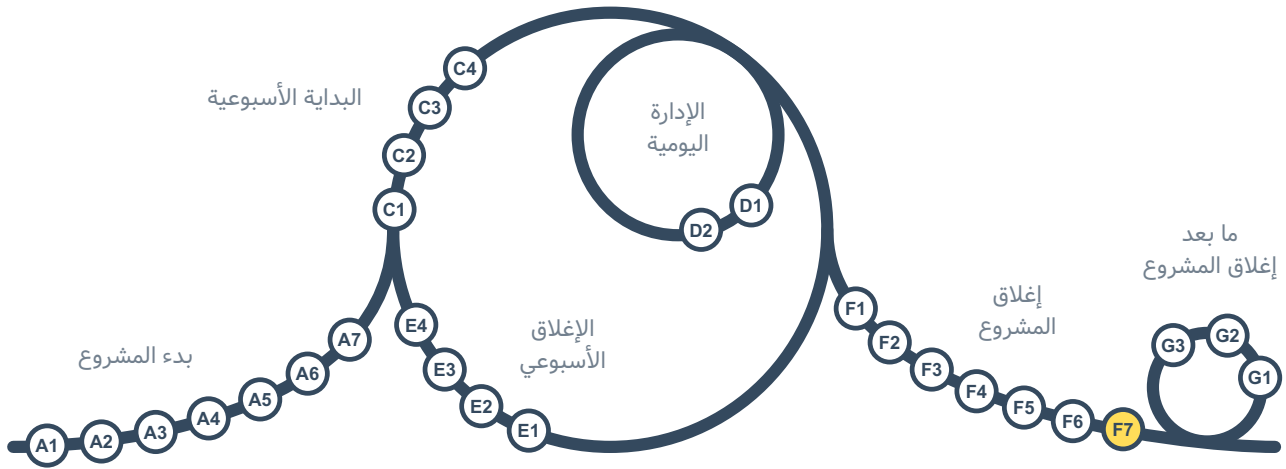 البداية الأسبوعية
الإدارة
اليومية
ما بعد
إغلاق المشروع
إغلاق
المشروع
الإغلاق
الأسبوعي
بدء المشروع
A1
A2
A3
A4
A5
A6
A7
C1
C2
C3
C4
D1
D2
E1
E2
E3
E4
F1
F2
F3
F4
F5
F6
F7
G1
G2
G3